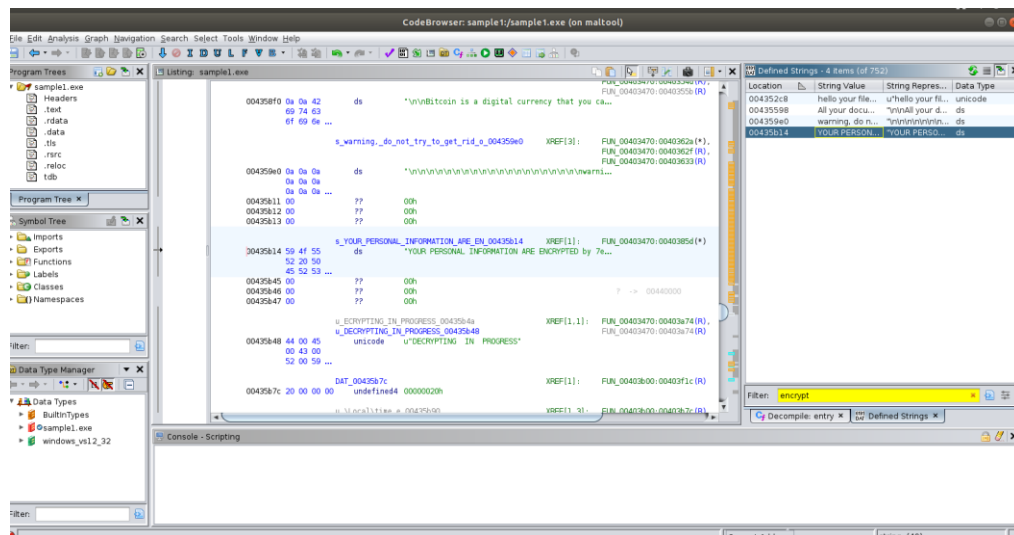 CodeBrowser: sample1:/sample1.exe (on maltool)
File Edit Analysis Graph Navigation Search Select Tools Window Help
Program Trees
sample1.exe
Headers
.text
.rdata
.data
.tls
.rsrc
.reloc
tdb
Program Tree ×
Symbol Tree
Imports
Exports
Functions
Labels
Classes
Namespaces
Filter:
Data Type Manager
Data Types
BuiltInTypes
sample1.exe
windows_vs12_32
Filter:
Listing: sample1.exe
FUN_00403470:0040355b(R)
004358f0 0a 0a 42 ds "\n\nBitcoin is a digital currency that you ca...
69 74 63
6f 69 6e ...
s_warning,_do_not_try_to_get_rid_o_004359e0 XREF[3]: FUN_00403470:0040362a(*),
FUN_00403470:0040362f(R)
FUN_00403470:00403633(R)
004359e0 0a 0a 0a ds "\n\n\n\n\n\n\n\n\n\n\n\n\n\n\n\n\n\nwarni...
0a 0a 0a
0a 0a 0a ...
00435b11 00 ?? 00h
00435b12 00 ?? 00h
00435b13 00 ?? 00h
s_YOUR_PERSONAL_INFORMATION_ARE_EN_00435b14 XREF[1]: FUN_00403470:0040385d(*)
00435b14 59 4f 55 ds "YOUR PERSONAL INFORMATION ARE ENCRYPTED by 7e...
52 20 50
45 52 53 ...
00435b45 00 ?? 00h
00435b46 00 ?? 00h ? -> 00440000
00435b47 00 ?? 00h
u_ECRYPTING_IN_PROGRESS_00435b4a XREF[1,1]: FUN_00403470:00403a74(R),
u_DECRYPTING_IN_PROGRESS_00435b48 FUN_00403470:00403a74(R)
00435b48 44 00 45 unicode u"DECRYPTING IN PROGRESS"
00 43 00
52 00 59 ...
DAT_00435b7c XREF[1]: FUN_00403b00:00403f1c(R)
00435b7c 20 00 00 00 undefined4 00000020h
u_\Local\time_e_00435b90 XREF[1,3]: FUN_00403b00:00403b7c(R)
Defined Strings - 4 items (of 752)
Location String Value String Repres... Data Type
004352c8 hello your file... u"hello your fil... unicode
00435598 All your docu... "\n\nAll your d... ds
004359e0 warning, do n... "\n\n\n\n\n\n... ds
00435b14 YOUR PERSON... "YOUR PERSO... ds
Filter: encrypt
Decompile: entry × Defined Strings ×
Console - Scripting